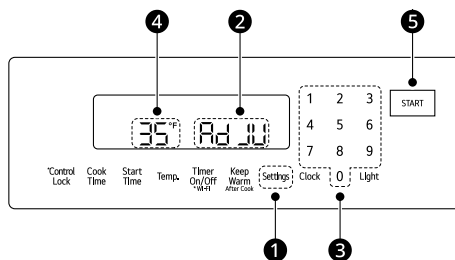 4 2 5
35°F Ad JU
1 2 3
START
4 5 6
7 8 9
*Control Lock
Cook Time
Start Time
Temp.
Timer On/Off
*WI-FI
Keep Warm
After Cook
Settings
Clock
0
Light
1 3